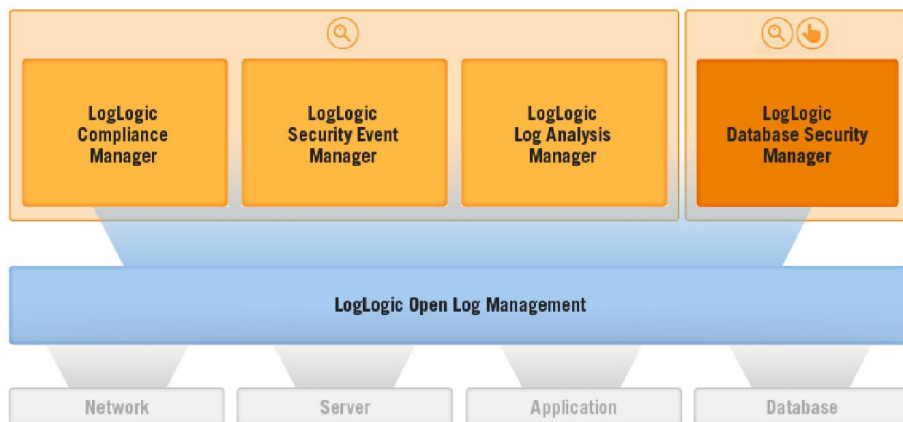 LogLogic
Compliance
Manager
LogLogic
Security Event
Manager
LogLogic
Log Analysis
Manager
LogLogic
Database Security
Manager
LogLogic Open Log Management
Network
Server
Application
Database